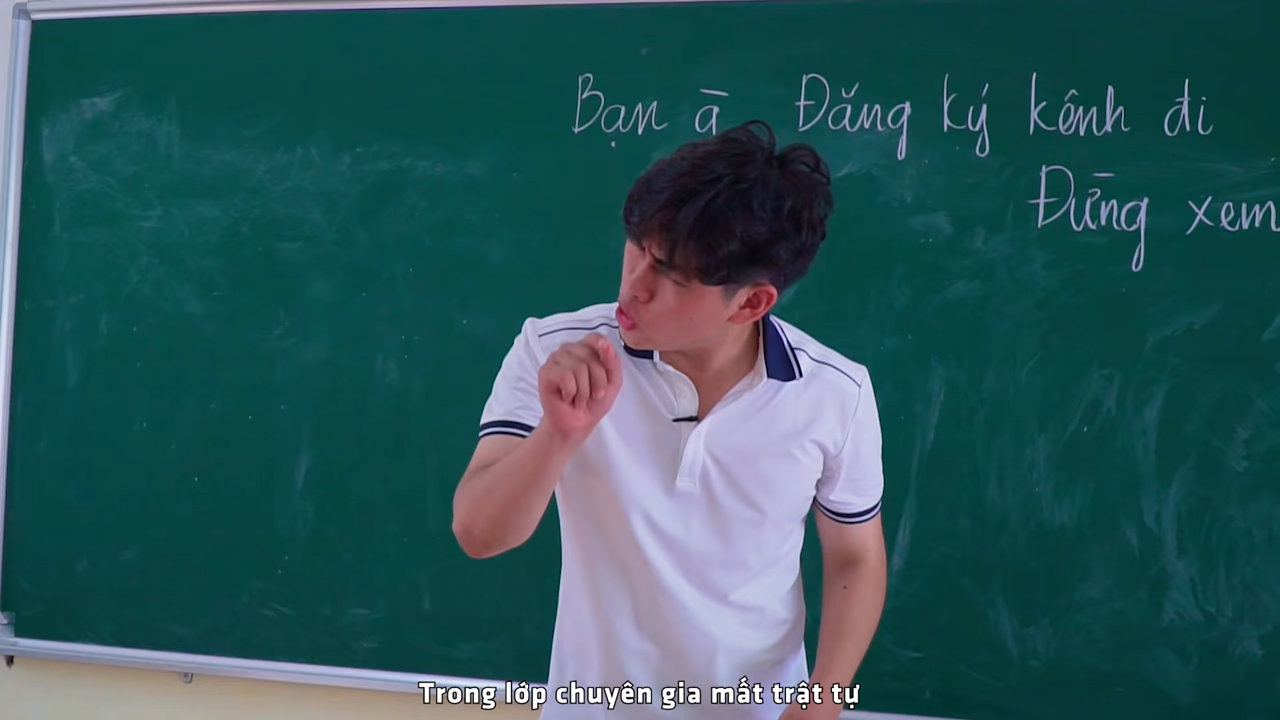 Bạn à Đăng ký kênh đi
Đừng xem
Trong lớp chuyên gia mất trật tự